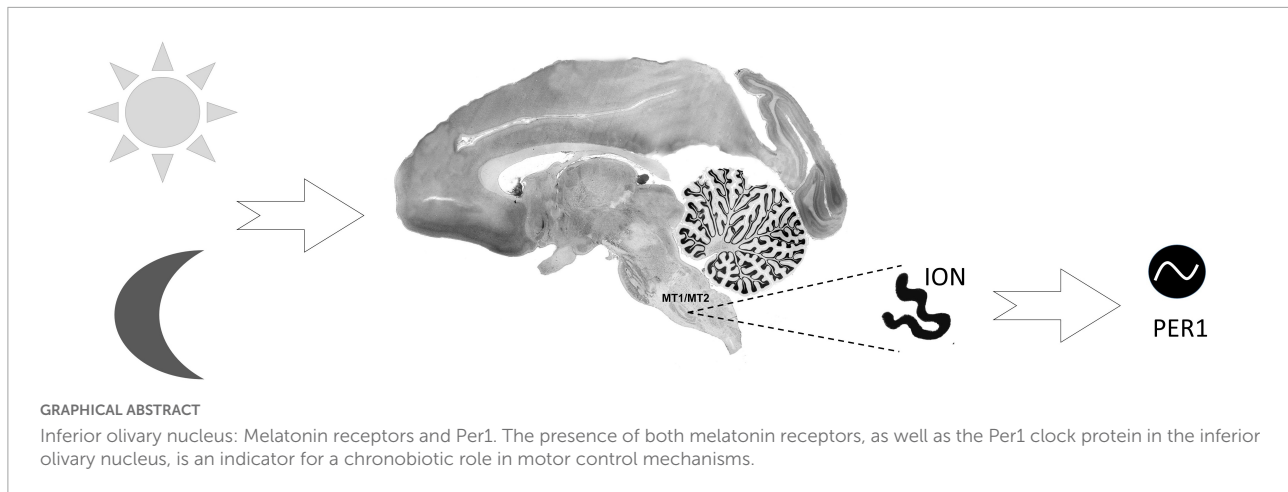 MT1/MT2
ION
PER1
GRAPHICAL ABSTRACT
Inferior olivary nucleus: Melatonin receptors and Per1. The presence of both melatonin receptors, as well as the Per1 clock protein in the inferior
olivary nucleus, is an indicator for a chronobiotic role in motor control mechanisms.